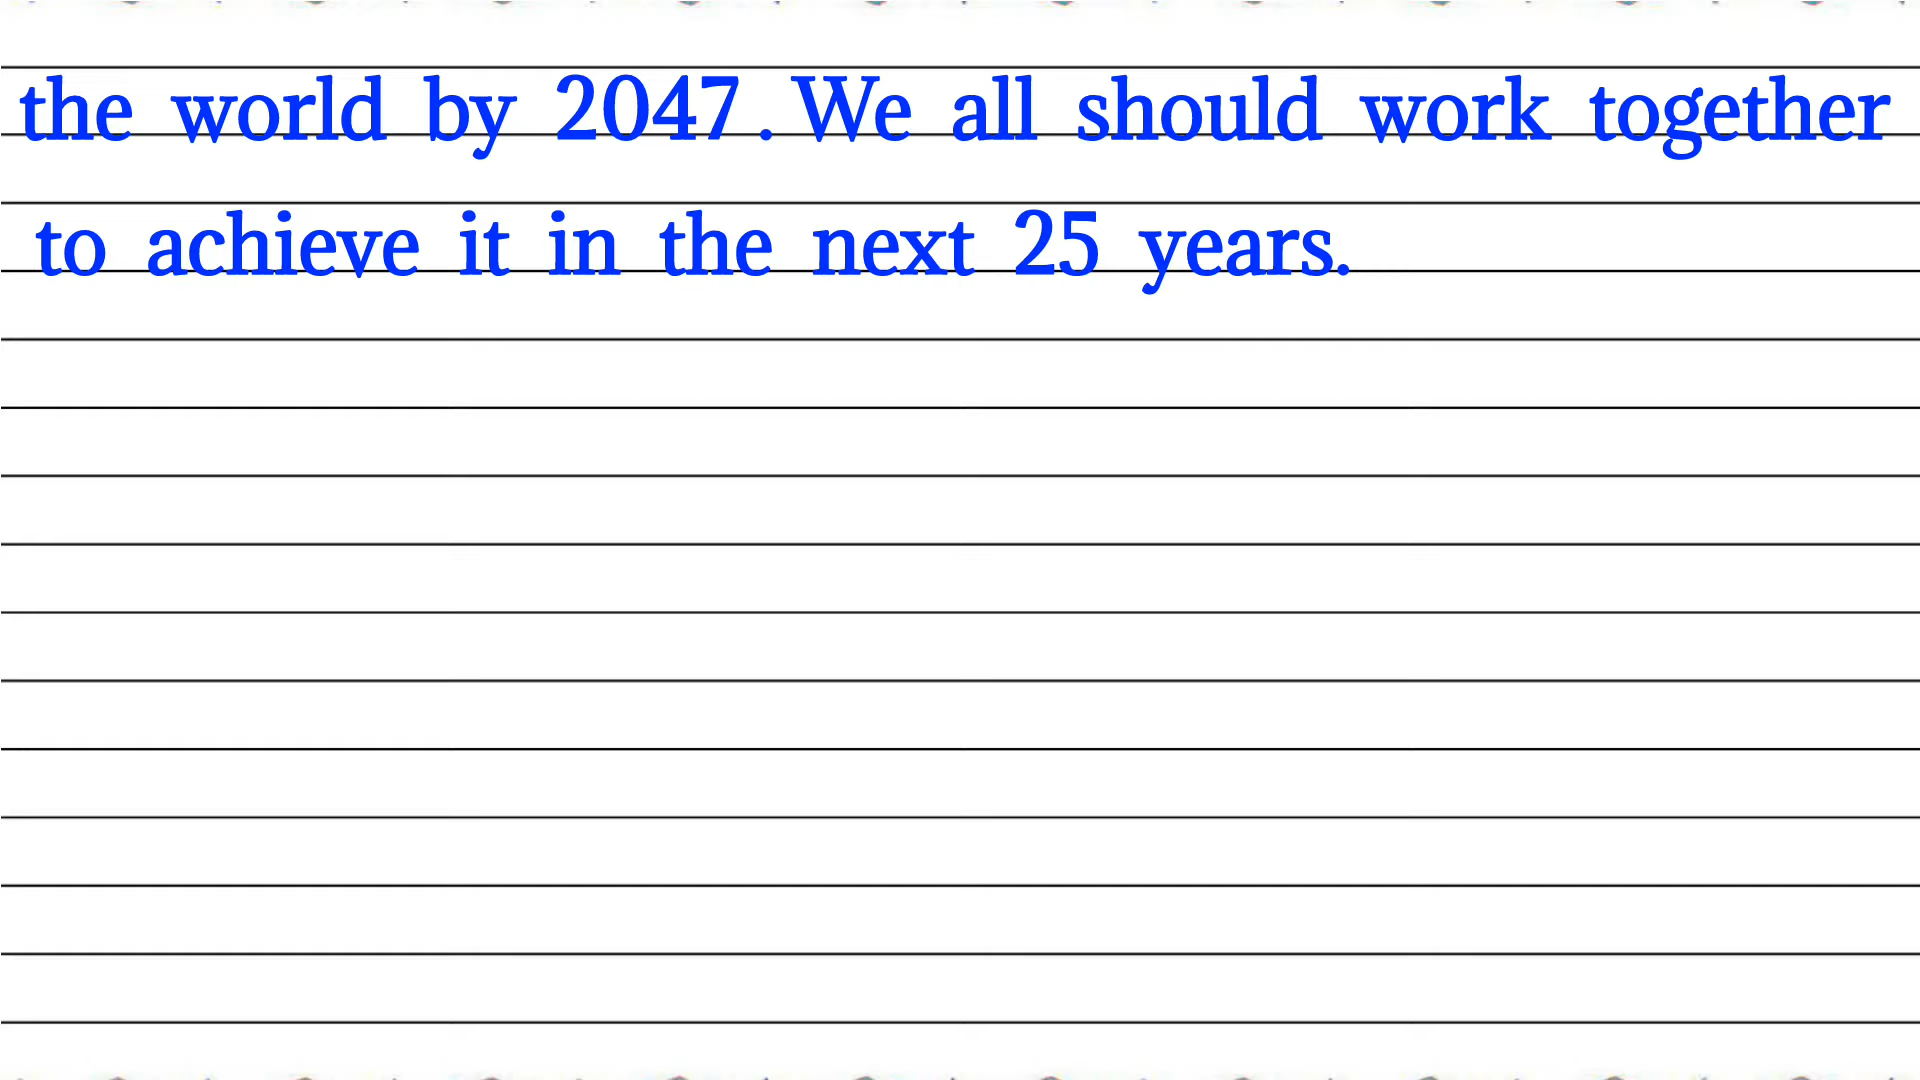 the world by 2047. We all should work together
to achieve it in the next 25 years.